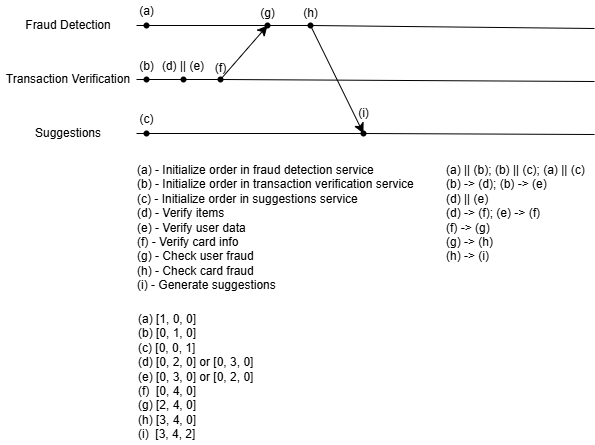 (a)
(g)
(h)
Fraud Detection
(b)
(d) || (e)
(f)
Transaction Verification
(c)
(i)
Suggestions
(a) - Initialize order in fraud detection service
(a) || (b); (b) || (c); (a) || (c)
(b) - Initialize order in transaction verification service
(b) -> (d); (b) -> (e)
(c) - Initialize order in suggestions service
(d) || (e)
(d) - Verify items
(d) -> (f); (e) -> (f)
(e) - Verify user data
(f) -> (g)
(f) - Verify card info
(g) -> (h)
(g) - Check user fraud
(h) -> (i)
(h) - Check card fraud
(i) - Generate suggestions
(a) [1, 0, 0]
(b) [0, 1, 0]
(c) [0, 0, 1]
(d) [0, 2, 0] or [0, 3, 0]
(e) [0, 3, 0] or [0, 2, 0]
(f) [0, 4, 0]
(g) [2, 4, 0]
(h) [3, 4, 0]
(i) [3, 4, 2]